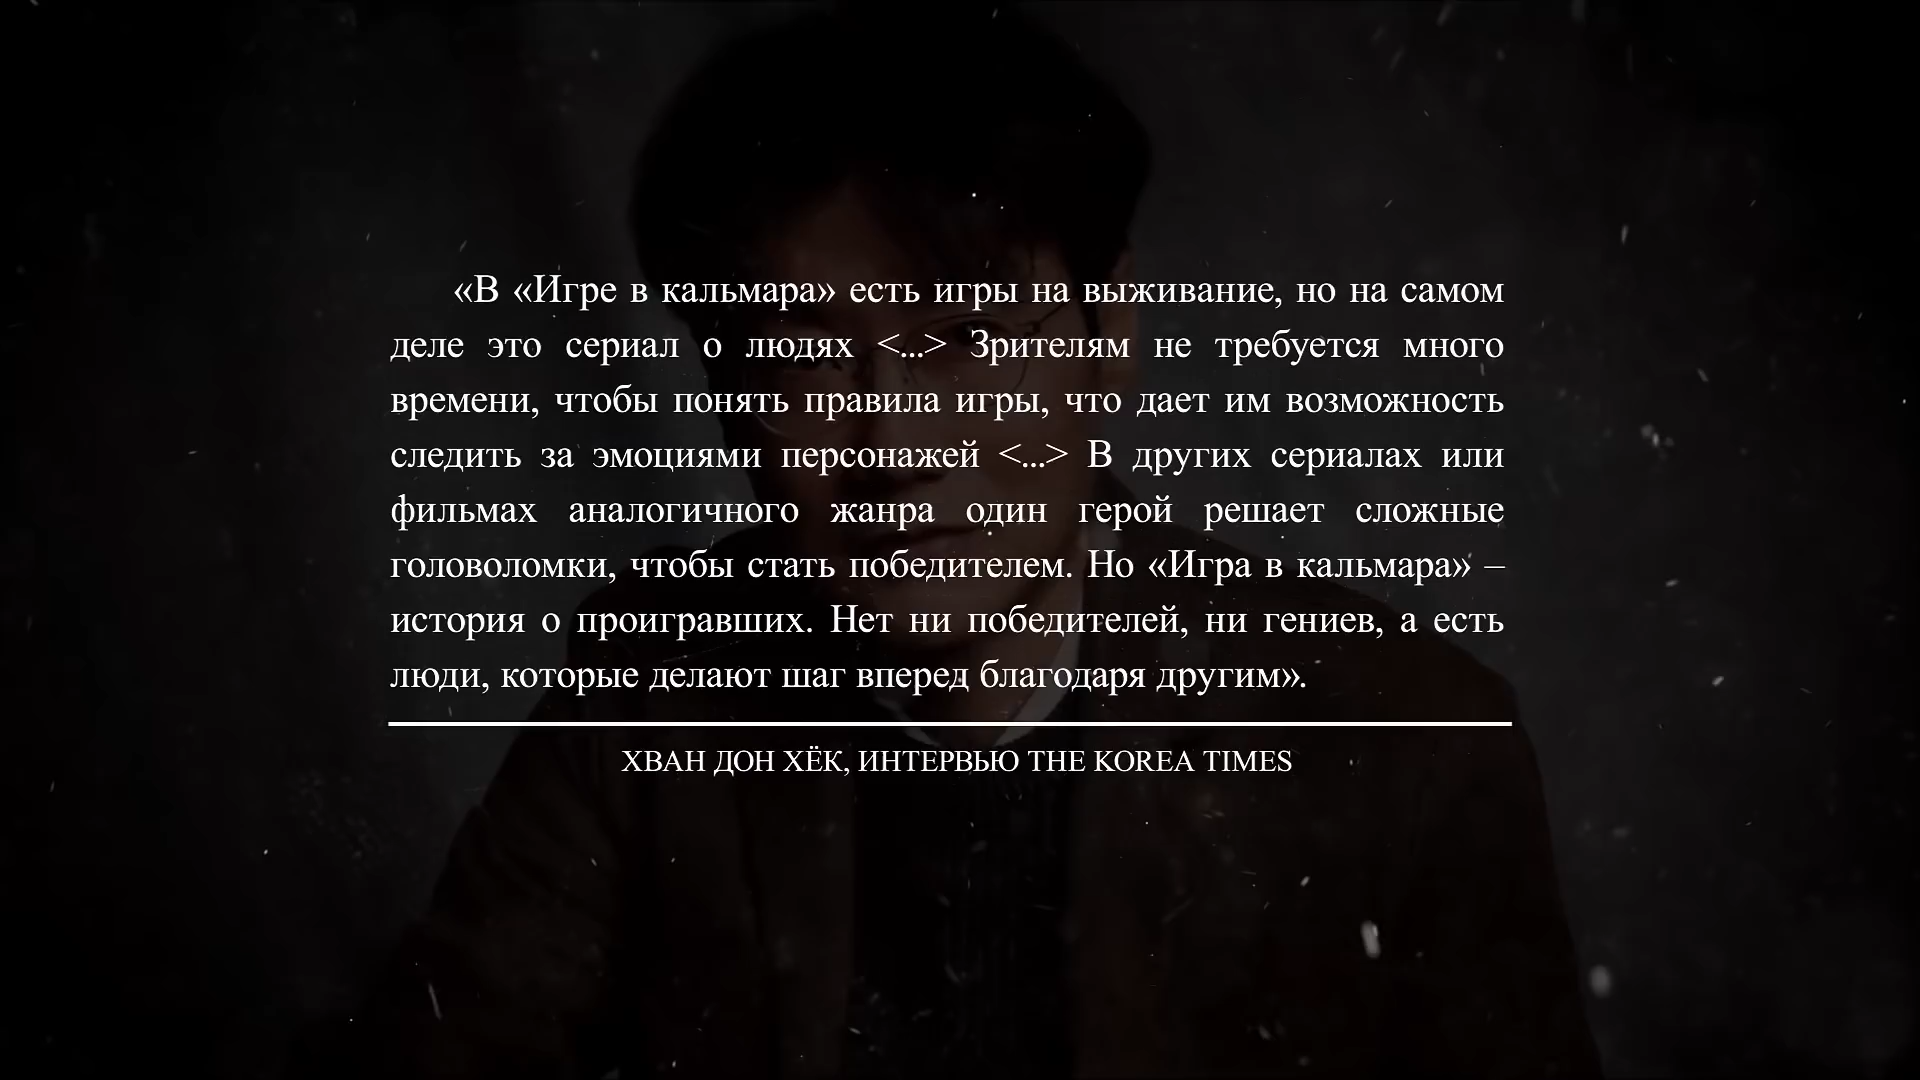 «В «Игре в кальмара» есть игры на выживание, но на самом
деле это сериал о людях <...> Зрителям не требуется много
времени, чтобы понять правила игры, что дает им возможность
следить за эмоциями персонажей <...> В других сериалах или
фильмах аналогичного жанра один герой решает сложные
головоломки, чтобы стать победителем. Но «Игра в кальмара» –
история о проигравших. Нет ни победителей, ни гениев, а есть
люди, которые делают шаг вперед благодаря другим».
ХВАН ДОН ХЁК, ИНТЕРВЬЮ THE KOREA TIMES